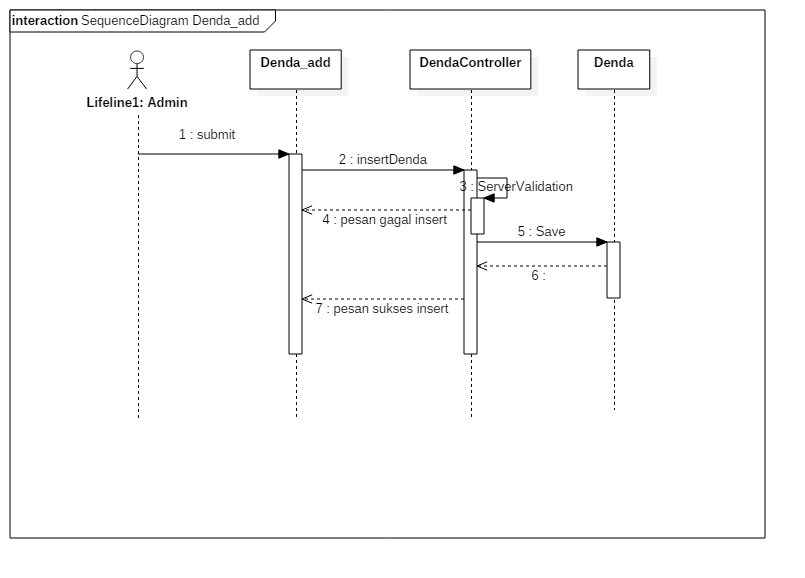 interaction SequenceDiagram Denda_add
Denda_add
DendaController
Denda
Lifeline1: Admin
1 : submit
2 : insertDenda
3 : ServerValidation
4 : pesan gagal insert
5 : Save
6 :
7 : pesan sukses insert